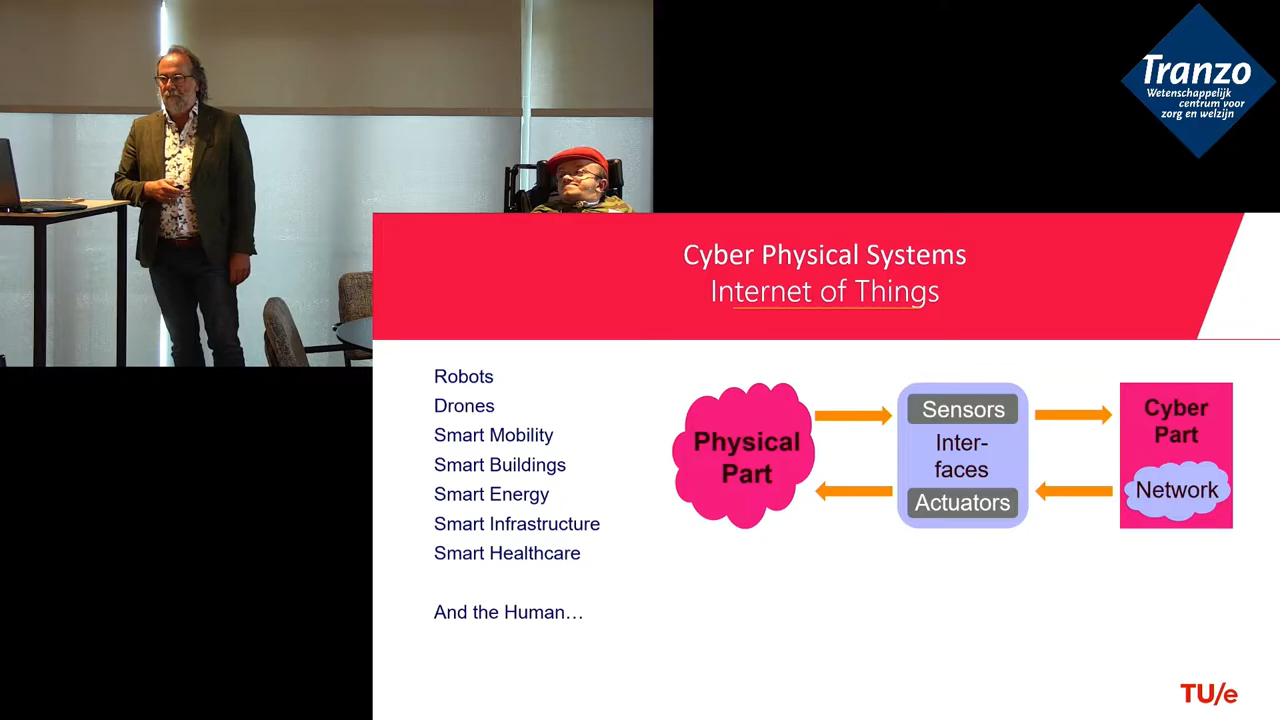 Tranzo
Wetenschappelijk
centrum voor
zorg en welzijn
Cyber Physical Systems
Internet of Things
Robots
Drones
Smart Mobility
Smart Buildings
Smart Energy
Smart Infrastructure
Smart Healthcare
And the Human…
Physical
Part
Sensors
Inter-
faces
Actuators
Cyber
Part
Network
TU/e